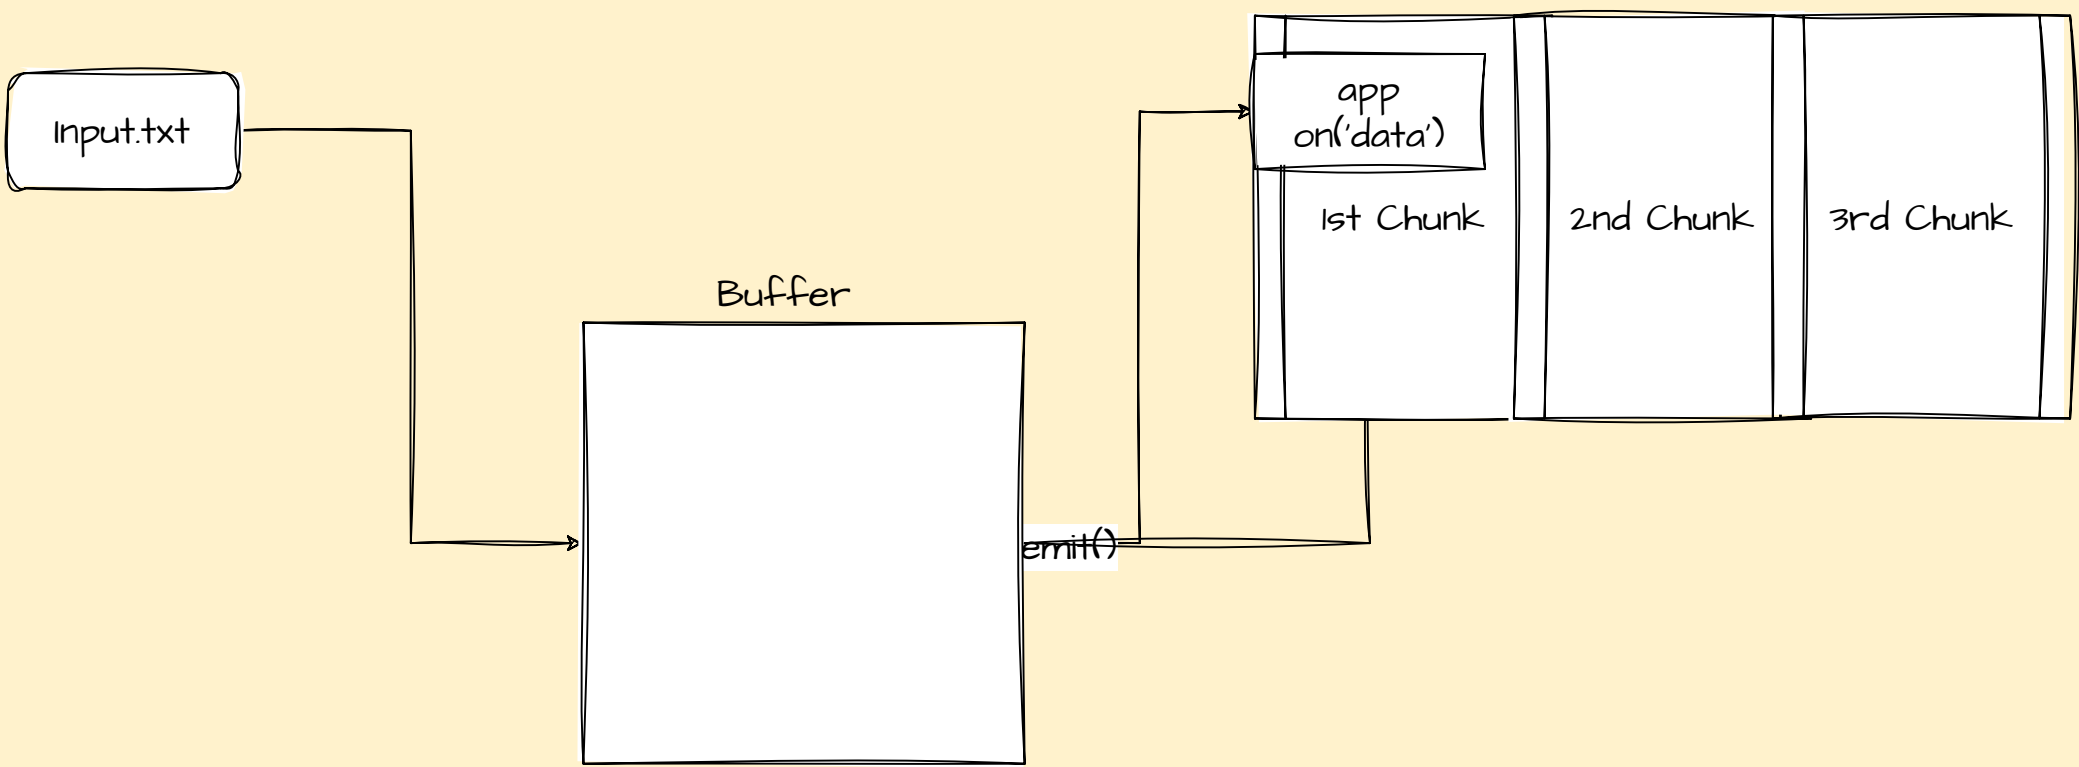 Input.txt
app
on('data')
1st Chunk
2nd Chunk
3rd Chunk
Buffer
emit()